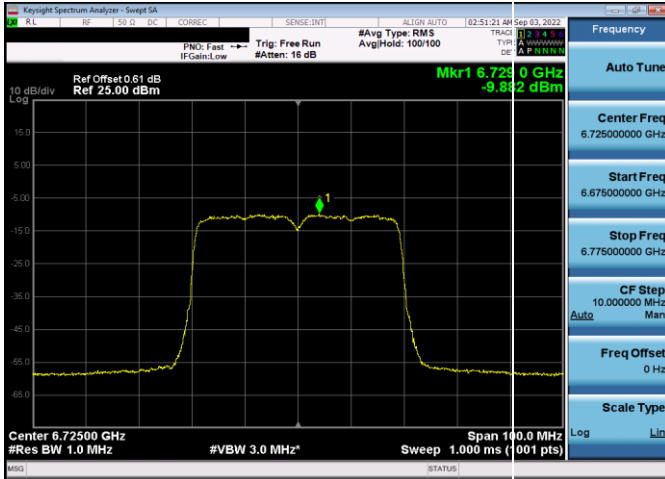 Keysight Spectrum Analyzer - Swept SA
RL RF 50 Ω DC CORREC SENSE:INT ALIGN AUTO 02:51:21 AM Sep 03, 2022
PNO: Fast Trig: Free Run #Avg Type: RMS TRACE 1 2 3 4 5 6
IFGain:Low #Atten: 16 dB Avg|Hold: 100/100 TYPE A WWWWW
DET A P N N N N
Mkr1 6.729 0 GHz
-9.882 dBm
Ref Offset 0.61 dB
10 dB/div Ref 25.00 dBm
Log
15.0
5.00
-5.00
-15.0
-25.0
-35.0
-45.0
-55.0
-65.0
1
Center 6.72500 GHz Span 100.0 MHz
#Res BW 1.0 MHz #VBW 3.0 MHz* Sweep 1.000 ms (1001 pts)
MSG STATUS
Frequency
Auto Tune
Center Freq
6.725000000 GHz
Start Freq
6.675000000 GHz
Stop Freq
6.775000000 GHz
CF Step
10.000000 MHz
Auto Man
Freq Offset
0 Hz
Scale Type
Log Lin